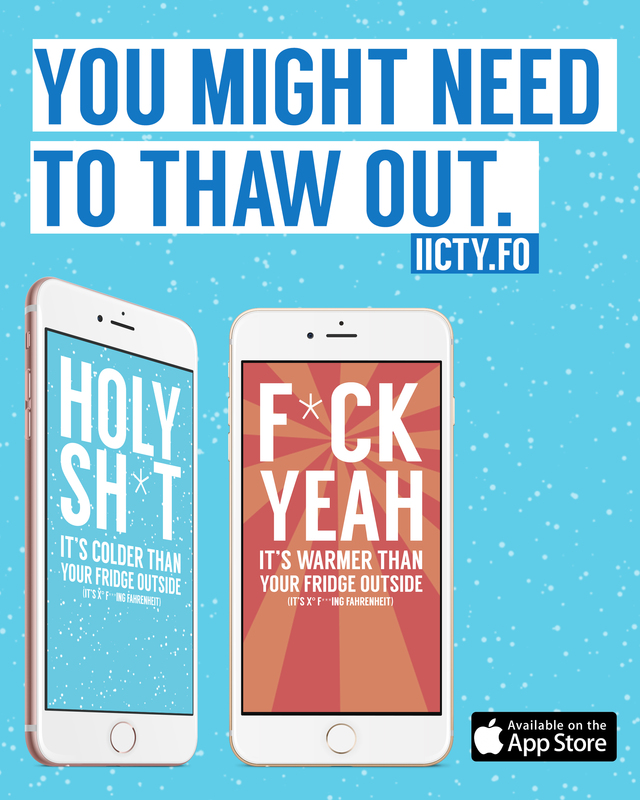 YOU MIGHT NEED
TO THAW OUT.
IICTY.FO
HOLY
SH*T
IT'S COLDER THAN
YOUR FRIDGE OUTSIDE
(IT'S X° F***ING FAHRENHEIT)
F*CK
YEAH
IT'S WARMER THAN
YOUR FRIDGE OUTSIDE
(IT'S X° F***ING FAHRENHEIT)
Available on the
App Store